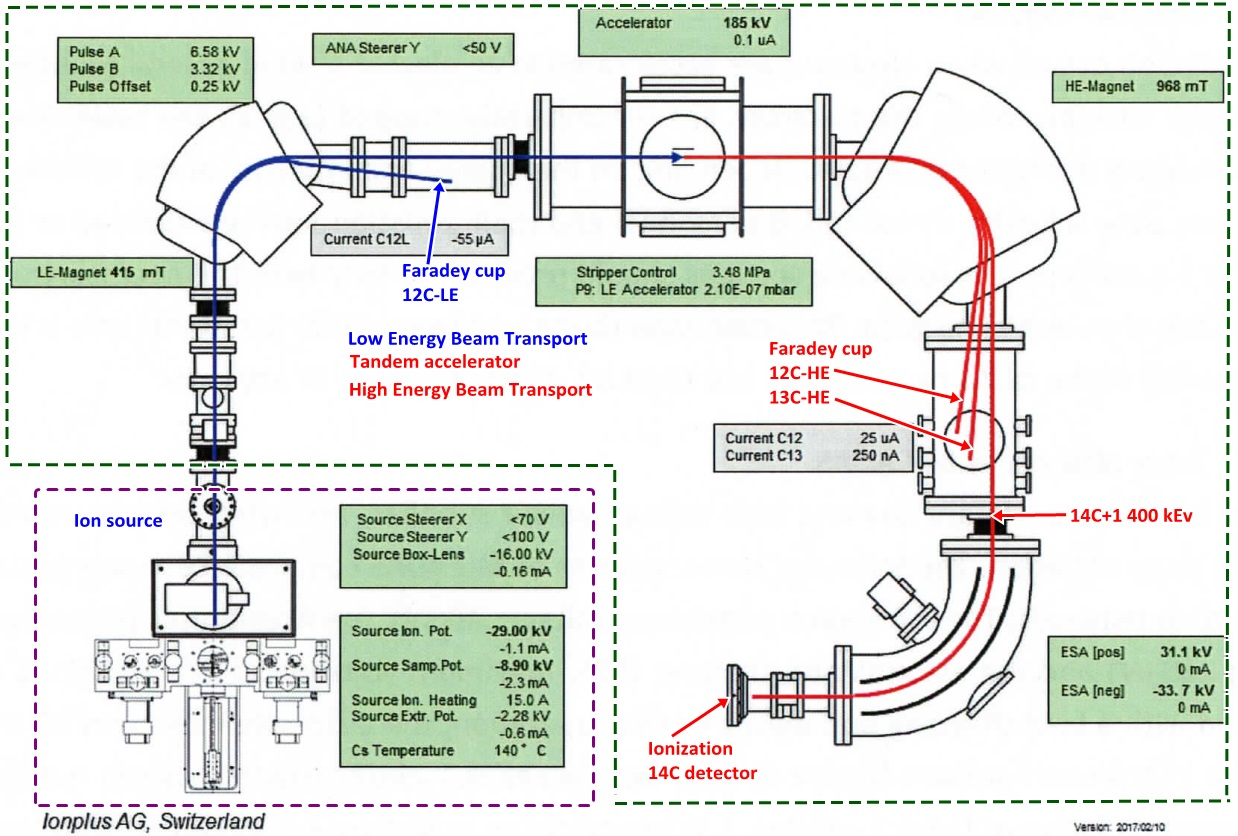 Accelerator 185 kV
0.1 uA
Pulse A 6.58 kV
Pulse B 3.32 kV
Pulse Offset 0.25 kV
ANA Steerer Y <50 V
HE-Magnet 968 mT
Current C12L -55 µA
LE-Magnet 415 mT
Faradey cup
12C-LE
Stripper Control 3.48 MPa
P9: LE Accelerator 2.10E-07 mbar
Low Energy Beam Transport
Tandem accelerator
High Energy Beam Transport
Faradey cup
12C-HE
13C-HE
Current C12 25 uA
Current C13 250 nA
14C+1 400 kEv
Ion source
Source Steerer X <70 V
Source Steerer Y <100 V
Source Box-Lens -16.00 kV
-0.16 mA
Source Ion. Pot. -29.00 kV
-1.1 mA
Source Samp.Pot. -8.90 kV
-2.3 mA
Source Ion. Heating 15.0 A
Source Extr. Pot. -2.28 kV
-0.6 mA
Cs Temperature 140° C
ESA [pos] 31.1 kV
0 mA
ESA [neg] -33.7 kV
0 mA
Ionization
14C detector
Ionplus AG, Switzerland
Version: 2017/02/10